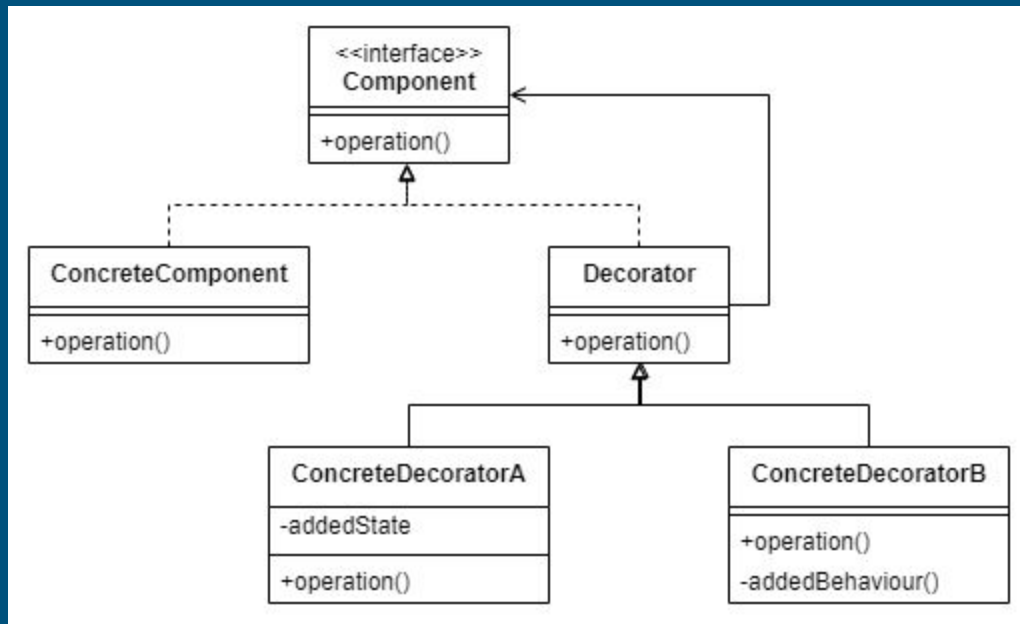 <<interface>>
Component
+operation()
ConcreteComponent
+operation()
Decorator
+operation()
ConcreteDecoratorA
-addedState
+operation()
ConcreteDecoratorB
+operation()
-addedBehaviour()